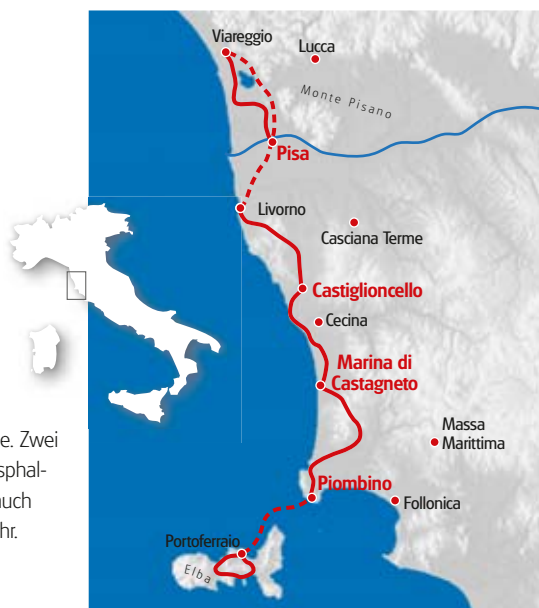 Viareggio
Lucca
Monte Pisano
Pisa
Livorno
Casciana Terme
Castiglioncello
Cecina
Marina di
Castagneto
Massa
Marittima
Piombino
Follonica
Portoferraio
Elba
e. Zwei
sphal-
uch
hr.